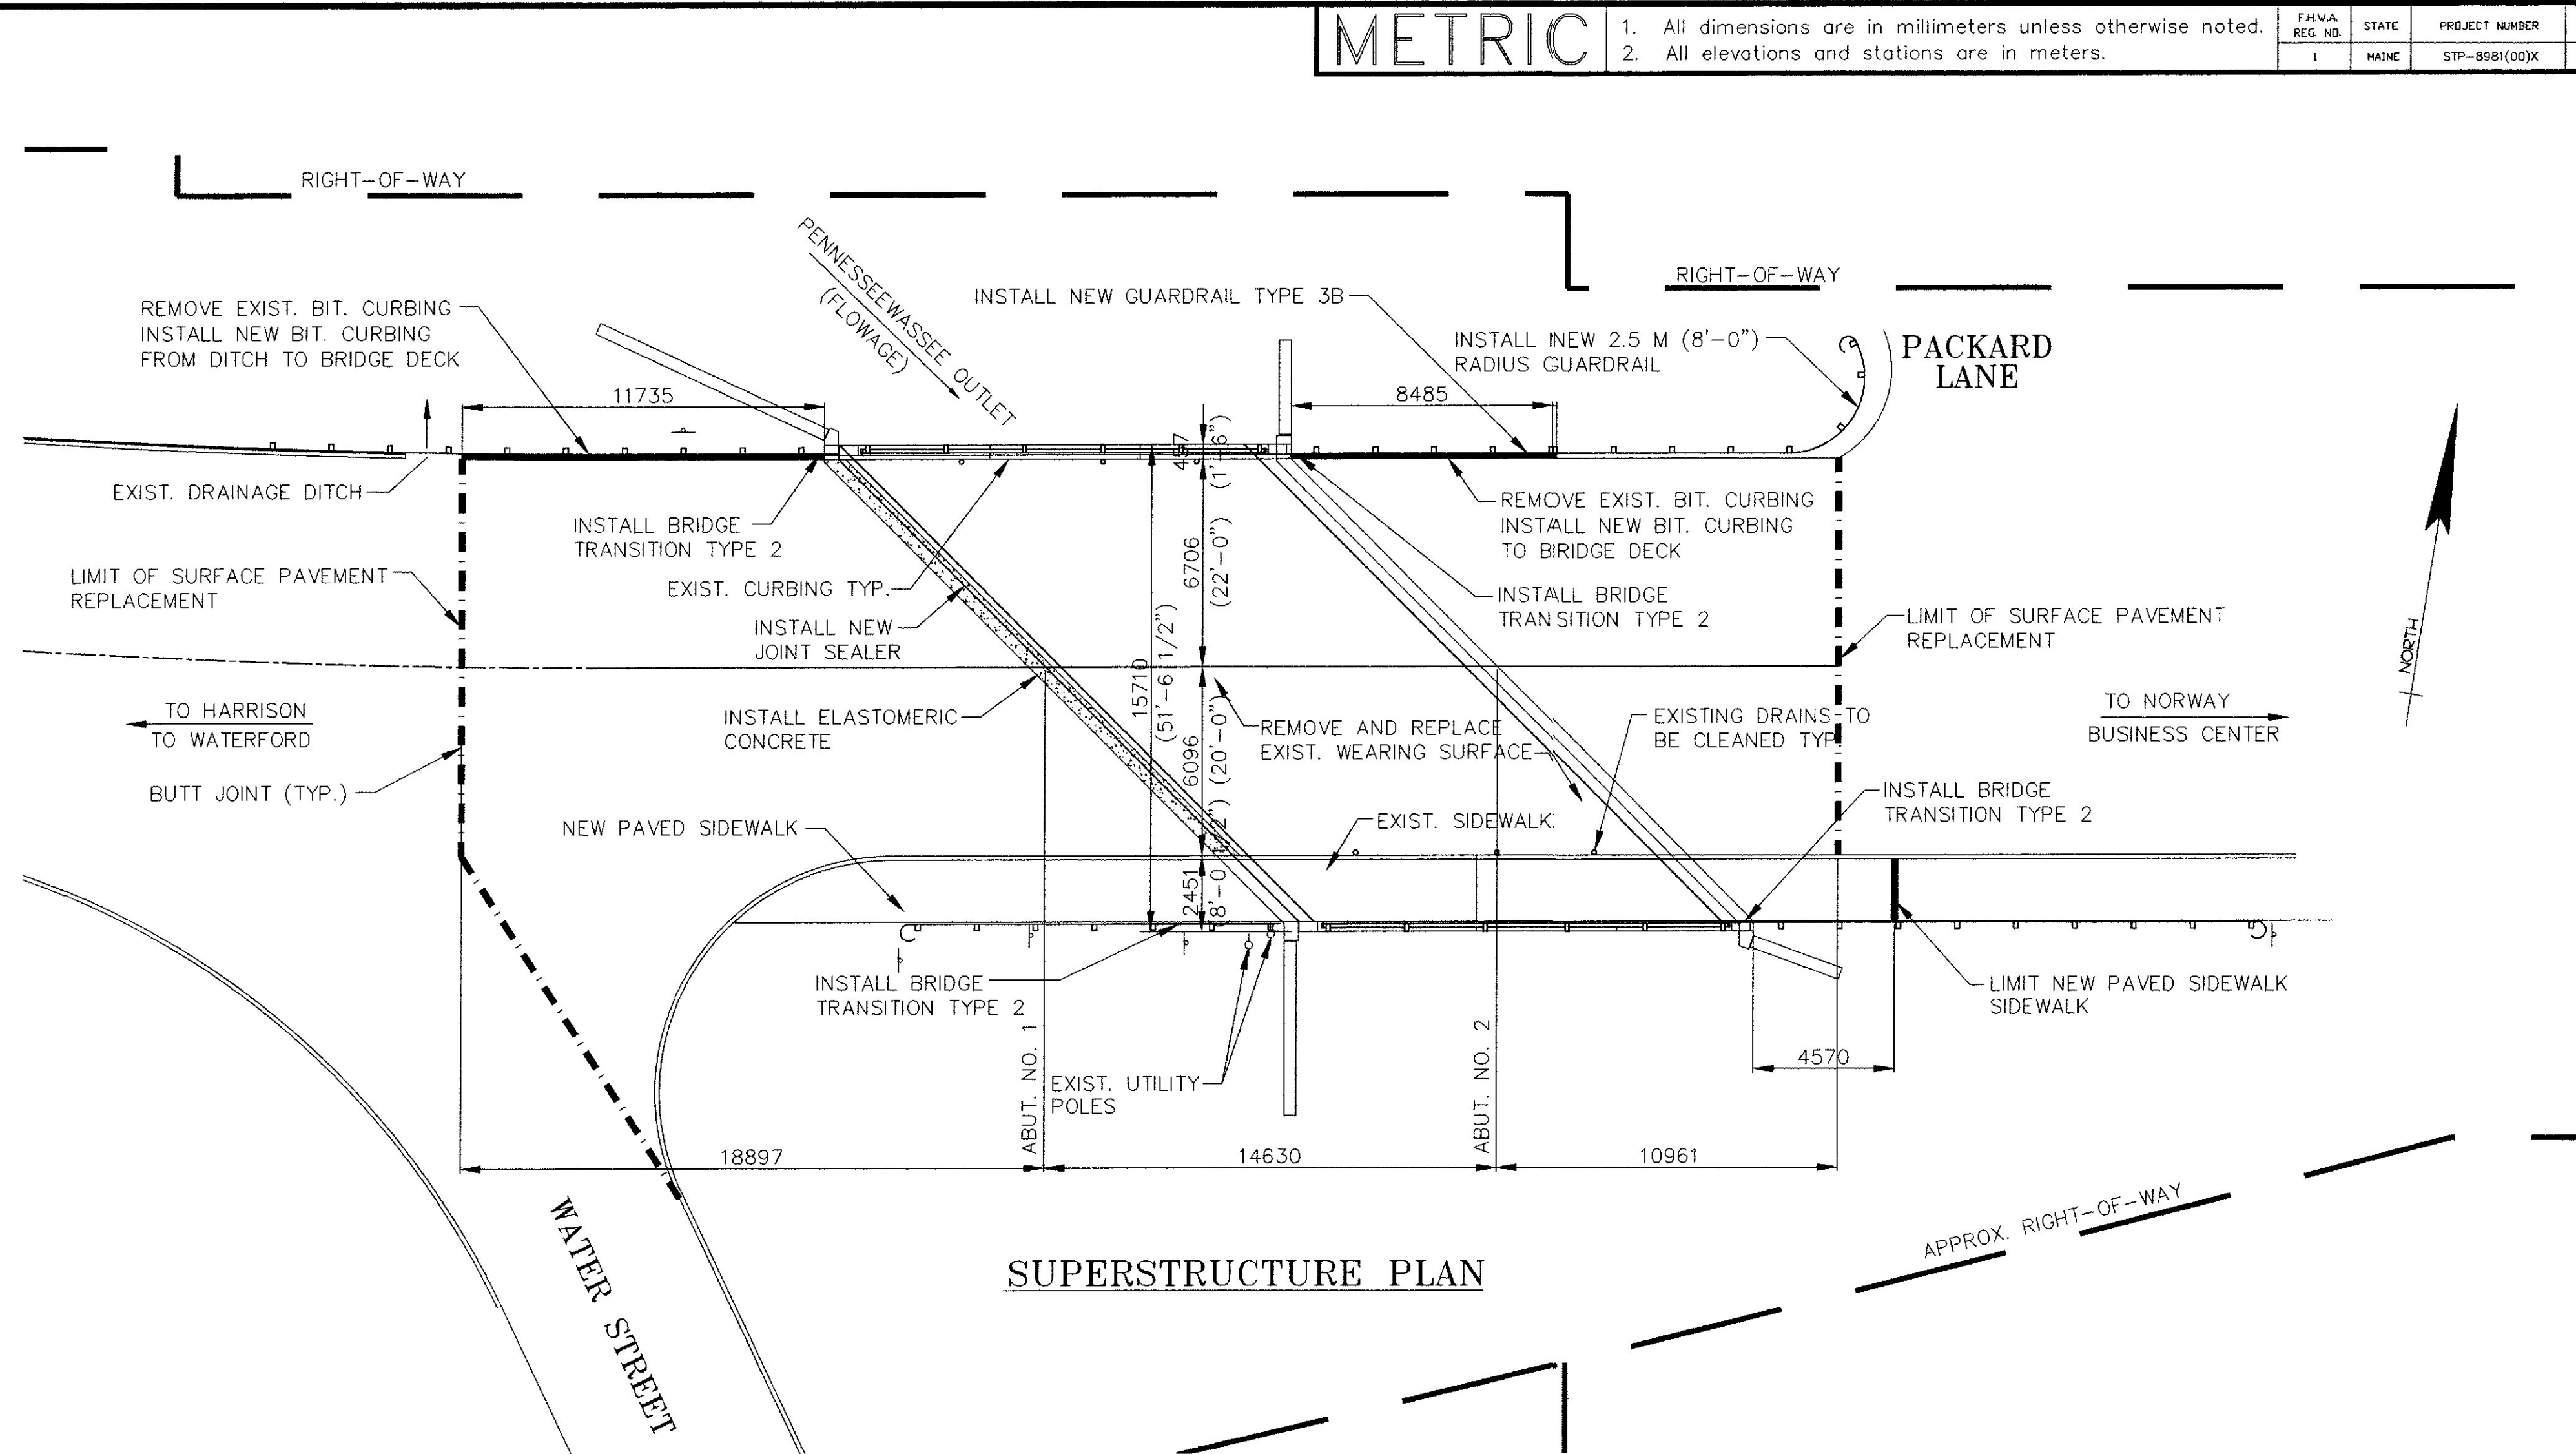 METRIC
1. All dimensions are in millimeters unless otherwise noted.
2. All elevations and stations are in meters.
F.H.W.A. REG. NO.
STATE
PROJECT NUMBER
1
MAINE
STP-8981(00)X
RIGHT-OF-WAY
PENNESSEEWASSEE OUTLET
(FLOWAGE)
RIGHT-OF-WAY
REMOVE EXIST. BIT. CURBING
INSTALL NEW BIT. CURBING
FROM DITCH TO BRIDGE DECK
INSTALL NEW GUARDRAIL TYPE 3B
INSTALL NEW 2.5 M (8'-0")
RADIUS GUARDRAIL
PACKARD
LANE
11735
8485
457
(1'-6")
EXIST. DRAINAGE DITCH
INSTALL BRIDGE
TRANSITION TYPE 2
REMOVE EXIST. BIT. CURBING
INSTALL NEW BIT. CURBING
TO BRIDGE DECK
6706
(22'-0")
LIMIT OF SURFACE PAVEMENT
REPLACEMENT
EXIST. CURBING TYP.
INSTALL NEW
JOINT SEALER
INSTALL BRIDGE
TRANSITION TYPE 2
LIMIT OF SURFACE PAVEMENT
REPLACEMENT
NORTH
15710
(51'-6 1/2")
TO HARRISON
TO WATERFORD
INSTALL ELASTOMERIC
CONCRETE
6096
(20'-0")
REMOVE AND REPLACE
EXIST. WEARING SURFACE
EXISTING DRAINS TO
BE CLEANED TYP
TO NORWAY
BUSINESS CENTER
BUTT JOINT (TYP.)
NEW PAVED SIDEWALK
EXIST. SIDEWALK
INSTALL BRIDGE
TRANSITION TYPE 2
2451
INSTALL BRIDGE
TRANSITION TYPE 2
LIMIT NEW PAVED SIDEWALK
SIDEWALK
ABUT. NO. 1
EXIST. UTILITY
POLES
ABUT. NO. 2
4570
18897
14630
10961
WATER STREET
SUPERSTRUCTURE PLAN
APPROX. RIGHT-OF-WAY